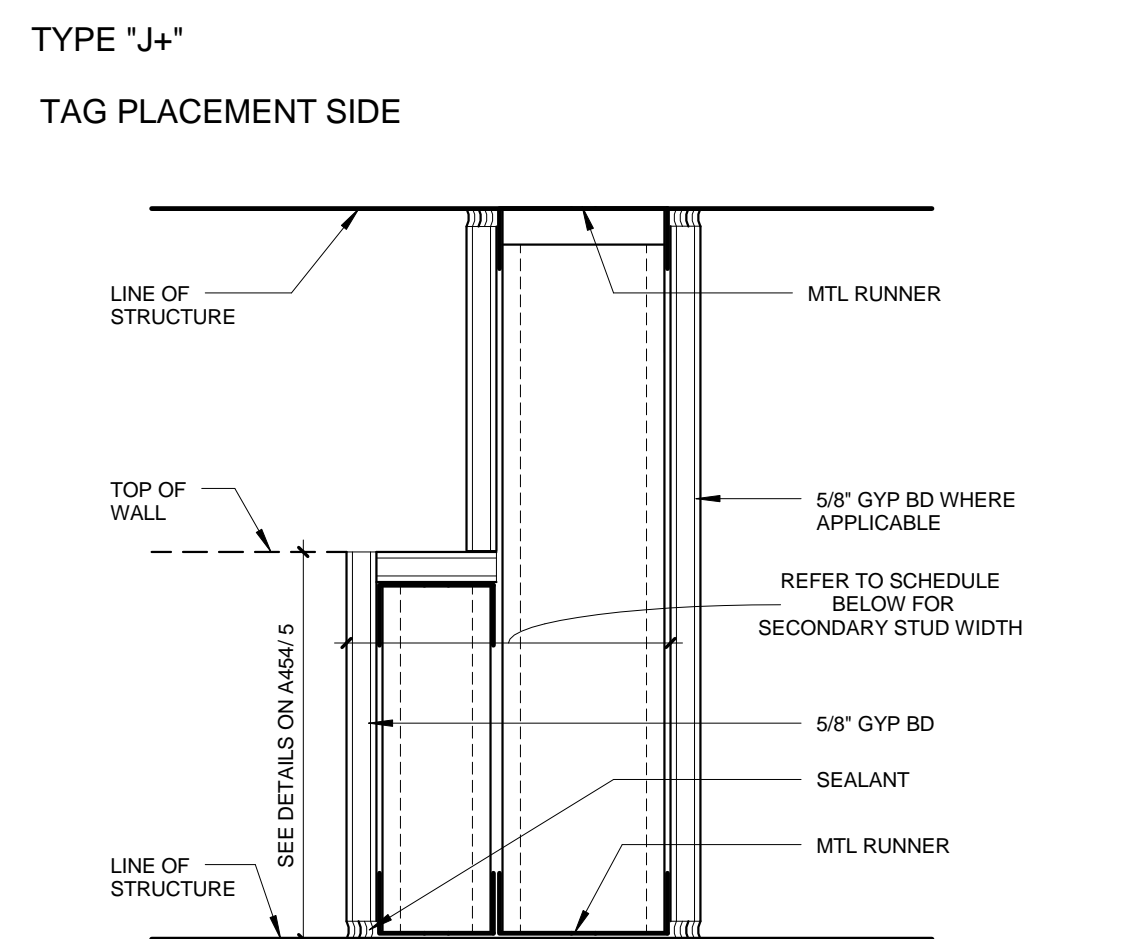 TYPE "J+"
TAG PLACEMENT SIDE
LINE OF
STRUCTURE
MTL RUNNER
TOP OF
WALL
5/8" GYP BD WHERE
APPLICABLE
REFER TO SCHEDULE
BELOW FOR
SECONDARY STUD WIDTH
SEE DETAILS ON A454/ 5
5/8" GYP BD
SEALANT
MTL RUNNER
LINE OF
STRUCTURE